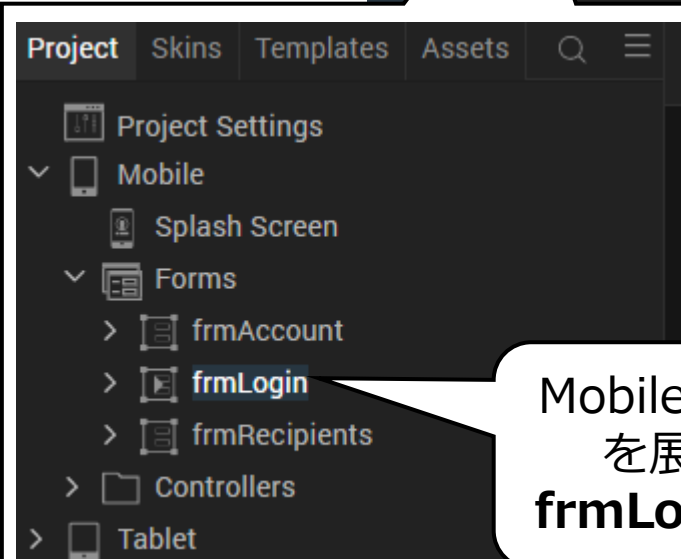 Project Skins Templates Assets
Project Settings
Mobile
Splash Screen
Forms
frmAccount
frmLogin
frmRecipients
Controllers
Tablet
Mobile
を展
frmLo